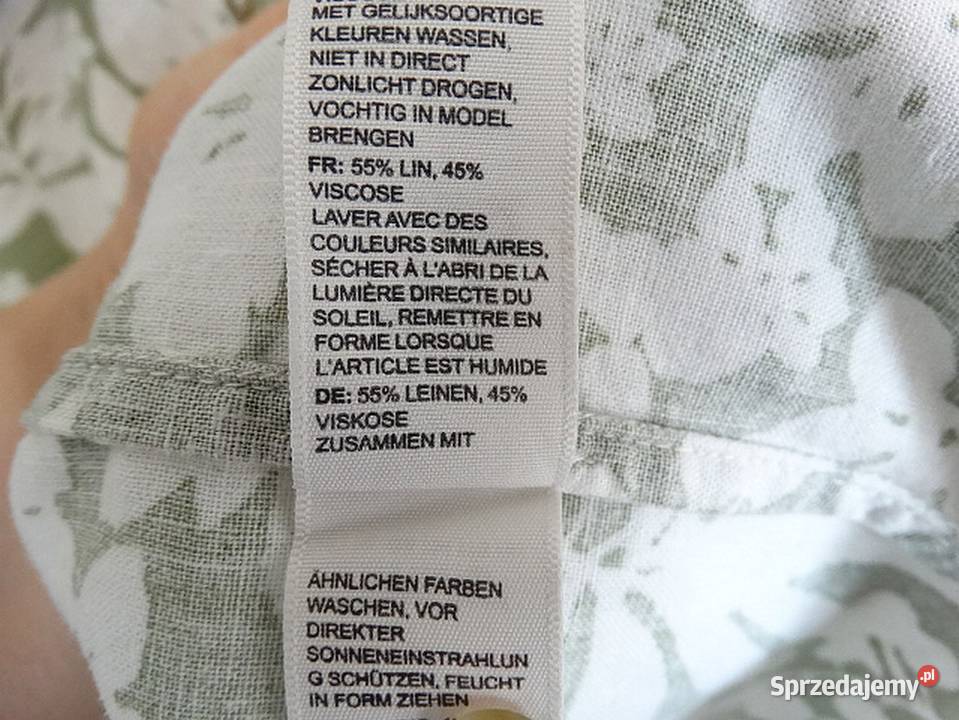 MET GELIJKSOORTIGE
KLEUREN WASSEN,
NIET IN DIRECT
ZONLICHT DROGEN,
VOCHTIG IN MODEL
BRENGEN
FR: 55% LIN, 45%
VISCOSE
LAVER AVEC DES
COULEURS SIMILAIRES,
SÉCHER À L'ABRI DE LA
LUMIÈRE DIRECTE DU
SOLEIL, REMETTRE EN
FORME LORSQUE
L'ARTICLE EST HUMIDE
DE: 55% LEINEN, 45%
VISKOSE
ZUSAMMEN MIT
ÄHNLICHEN FARBEN
WASCHEN, VOR
DIREKTER
SONNENEINSTRAHLUN
G SCHÜTZEN, FEUCHT
IN FORM ZIEHEN
Sprzedajemy.pl